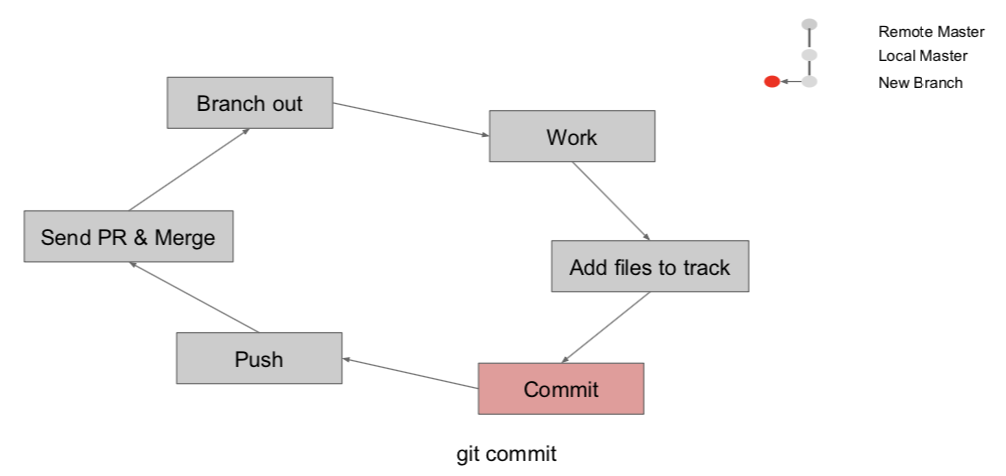 Remote Master
Local Master
New Branch
Branch out
Work
Send PR & Merge
Add files to track
Push
Commit
git commit